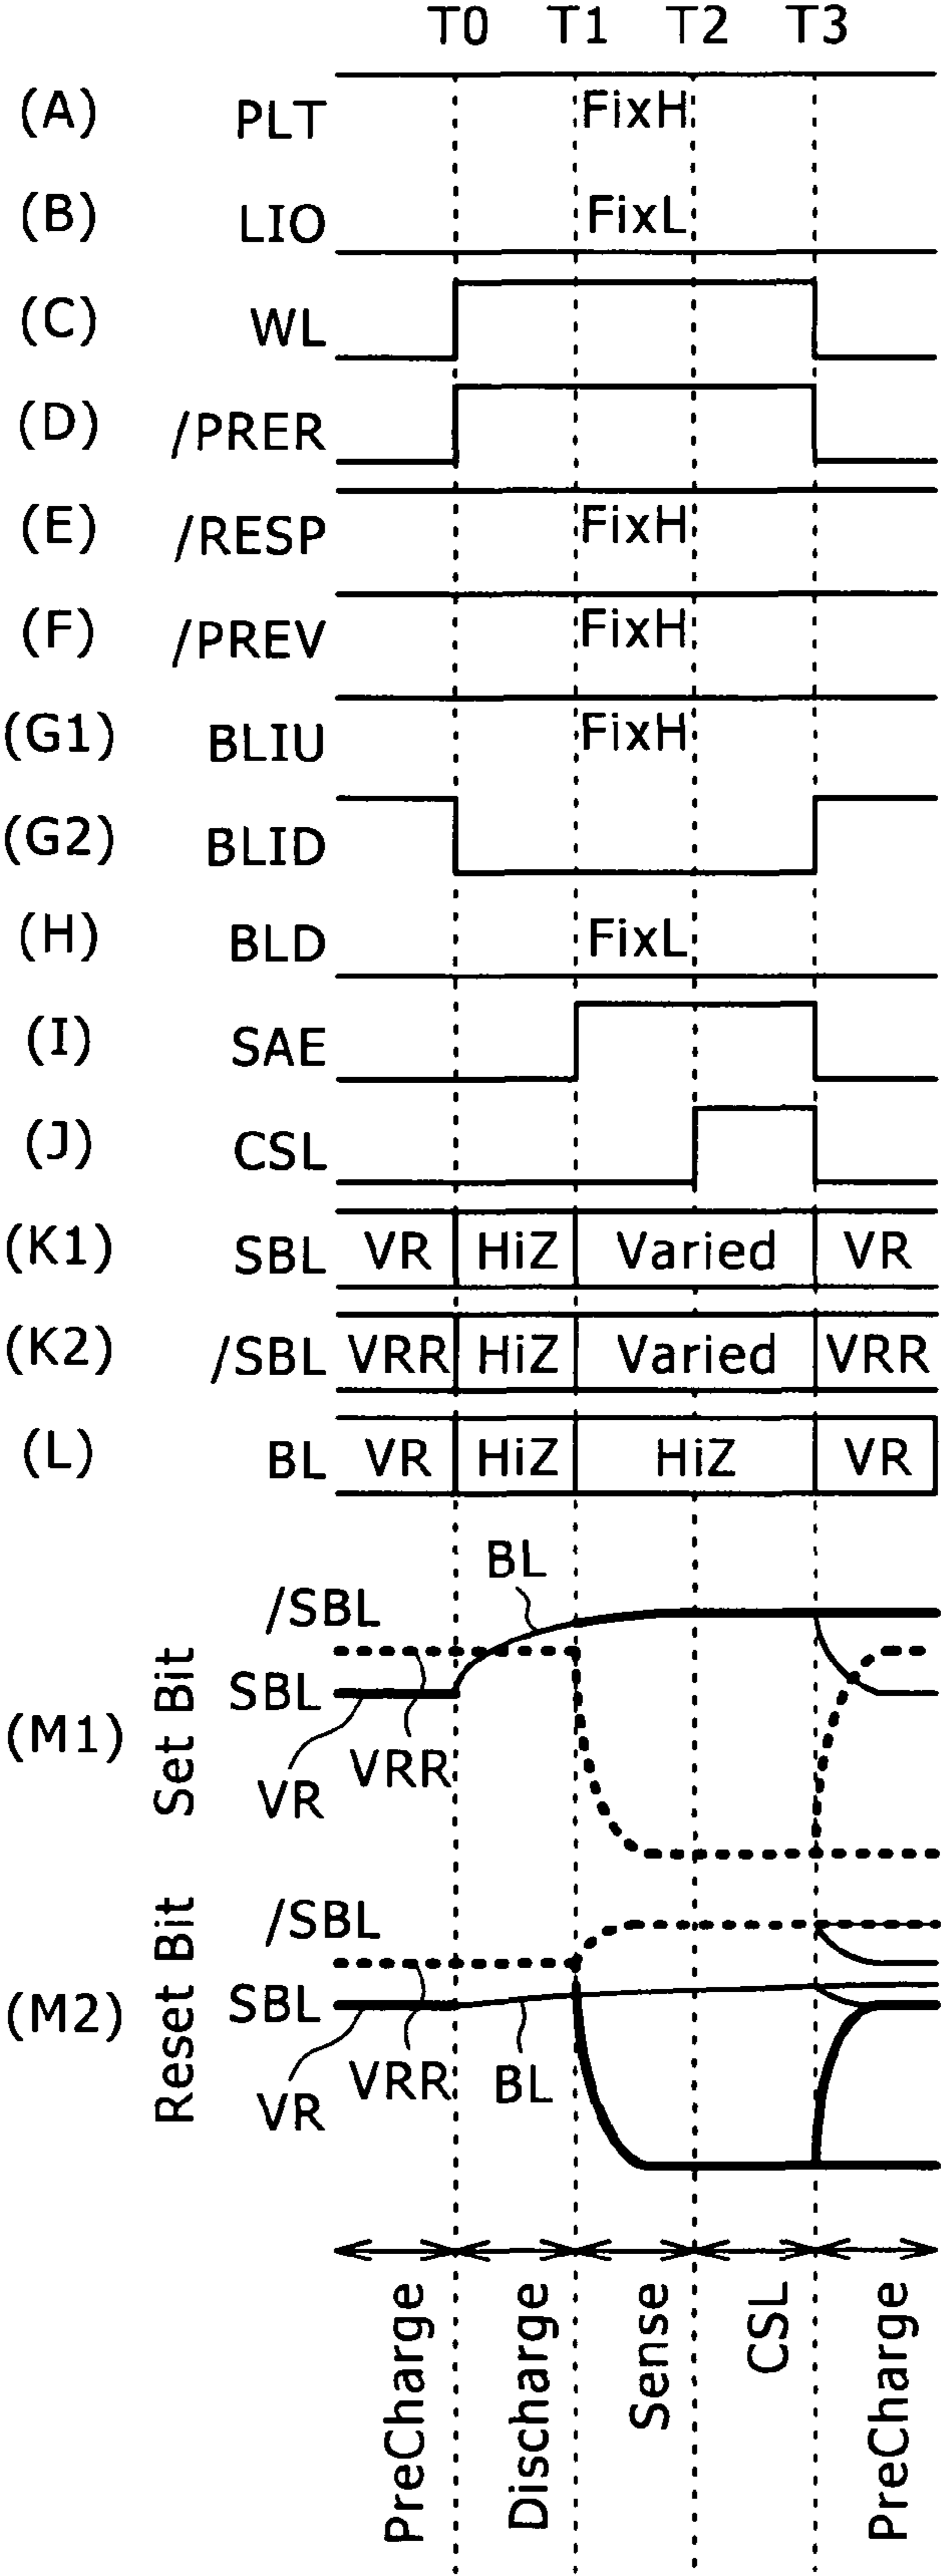 T0 T1 T2 T3
(A) PLT FixH
(B) LIO FixL
(C) WL
(D) /PRER
(E) /RESP FixH
(F) /PREV FixH
(G1) BLIU FixH
(G2) BLID
(H) BLD FixL
(I) SAE
(J) CSL
(K1) SBL VR HiZ Varied VR
(K2) /SBL VRR HiZ Varied VRR
(L) BL VR HiZ HiZ VR
BL
/SBL
SBL
(M1) Set Bit
VRR
VR
/SBL
SBL
(M2) Reset Bit
VRR BL
VR
PreCharge
Discharge
Sense
CSL
PreCharge